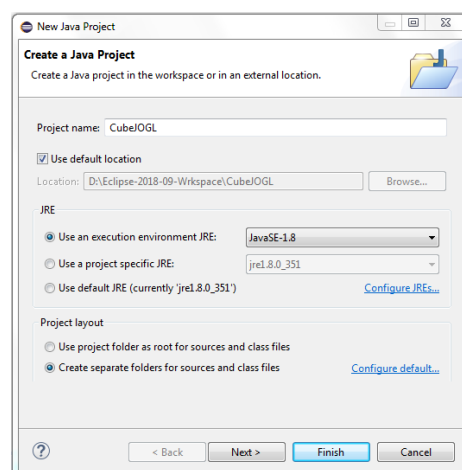 New Java Project
Create a Java Project
Create a Java project in the workspace or in an external location.
Project name: CubeJOGL
Use default location
Location: D:\Eclipse-2018-09-Wrkspace\CubeJOGL Browse...
JRE
Use an execution environment JRE: JavaSE-1.8
Use a project specific JRE: jre1.8.0_351
Use default JRE (currently 'jre1.8.0_351') Configure JREs...
Project layout
Use project folder as root for sources and class files
Create separate folders for sources and class files Configure default...
? < Back Next > Finish Cancel